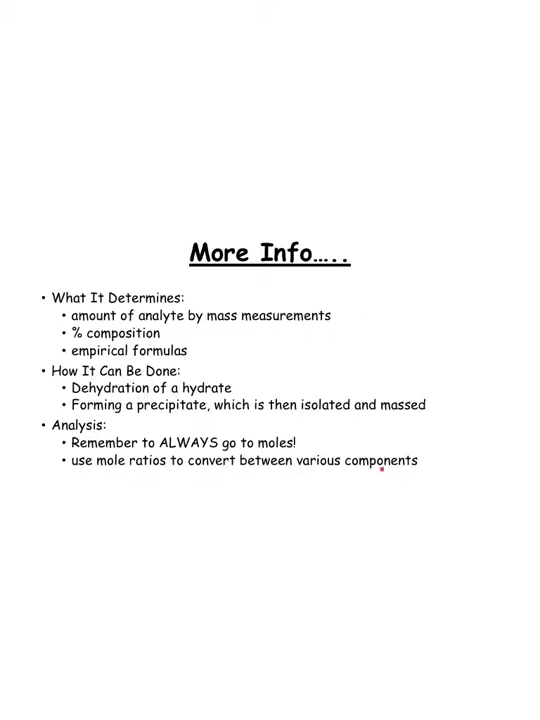 More Info…..
• What It Determines:
• amount of analyte by mass measurements
• % composition
• empirical formulas
• How It Can Be Done:
• Dehydration of a hydrate
• Forming a precipitate, which is then isolated and massed
• Analysis:
• Remember to ALWAYS go to moles!
• use mole ratios to convert between various components